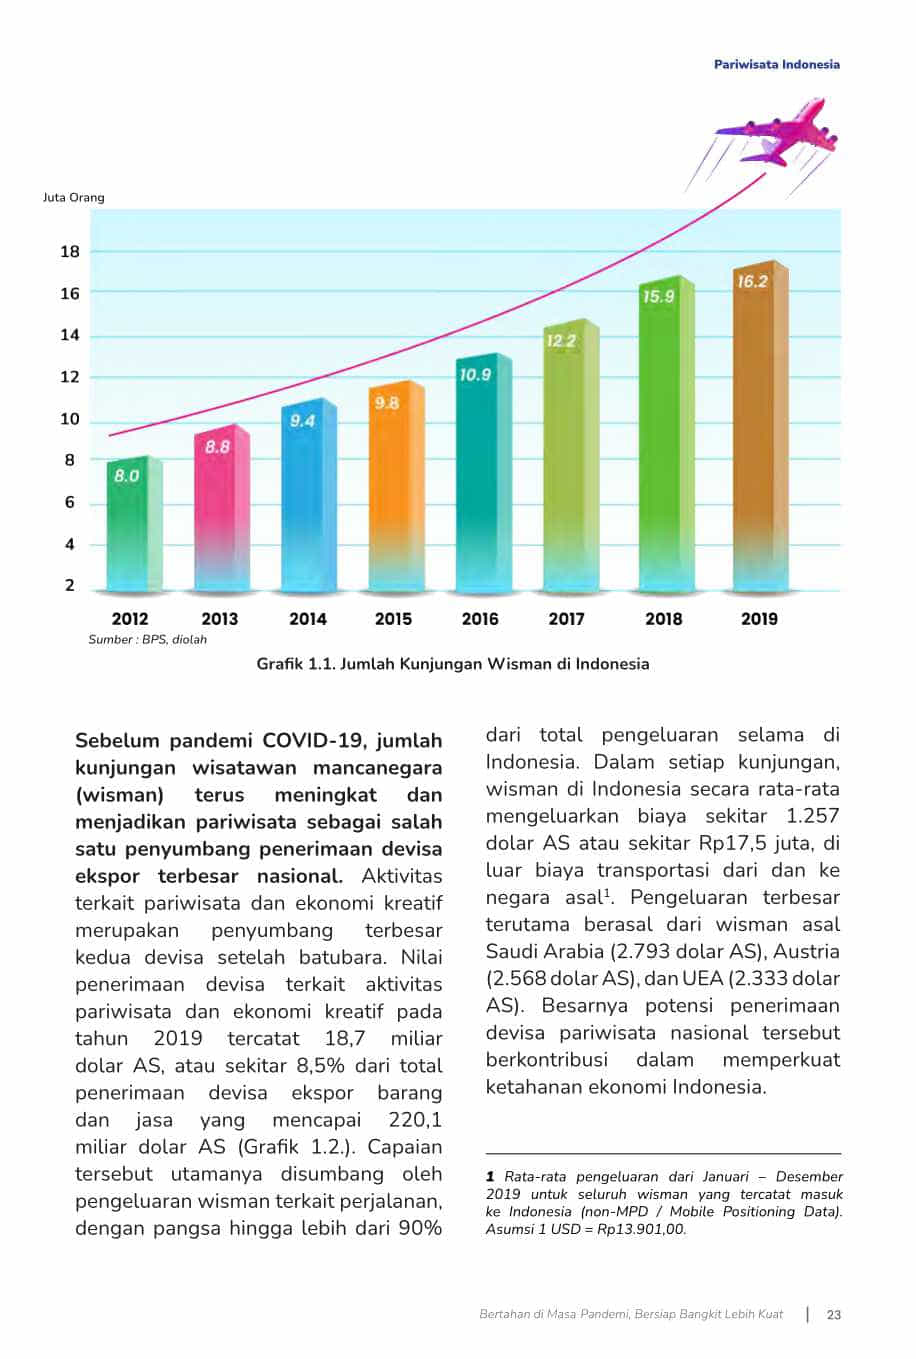 Pariwisata Indonesia
Juta Orang
18
16
14
12
10
8
6
4
2
8.0
8.8
9.4
9.8
10.9
12.2
15.9
16.2
2012 2013 2014 2015 2016 2017 2018 2019
Sumber : BPS, diolah
Grafik 1.1. Jumlah Kunjungan Wisman di Indonesia
Sebelum pandemi COVID-19, jumlah
kunjungan wisatawan mancanegara
(wisman) terus meningkat dan
menjadikan pariwisata sebagai salah
satu penyumbang penerimaan devisa
ekspor terbesar nasional. Aktivitas
terkait pariwisata dan ekonomi kreatif
merupakan penyumbang terbesar
kedua devisa setelah batubara. Nilai
penerimaan devisa terkait aktivitas
pariwisata dan ekonomi kreatif pada
tahun 2019 tercatat 18,7 miliar
dolar AS, atau sekitar 8,5% dari total
penerimaan devisa ekspor barang
dan jasa yang mencapai 220,1
miliar dolar AS (Grafik 1.2.). Capaian
tersebut utamanya disumbang oleh
pengeluaran wisman terkait perjalanan,
dengan pangsa hingga lebih dari 90%
dari total pengeluaran selama di
Indonesia. Dalam setiap kunjungan,
wisman di Indonesia secara rata-rata
mengeluarkan biaya sekitar 1.257
dolar AS atau sekitar Rp17,5 juta, di
luar biaya transportasi dari dan ke
negara asal¹. Pengeluaran terbesar
terutama berasal dari wisman asal
Saudi Arabia (2.793 dolar AS), Austria
(2.568 dolar AS), dan UEA (2.333 dolar
AS). Besarnya potensi penerimaan
devisa pariwisata nasional tersebut
berkontribusi dalam memperkuat
ketahanan ekonomi Indonesia.
1 Rata-rata pengeluaran dari Januari – Desember
2019 untuk seluruh wisman yang tercatat masuk
ke Indonesia (non-MPD / Mobile Positioning Data).
Asumsi 1 USD = Rp13.901,00.
Bertahan di Masa Pandemi, Bersiap Bangkit Lebih Kuat | 23